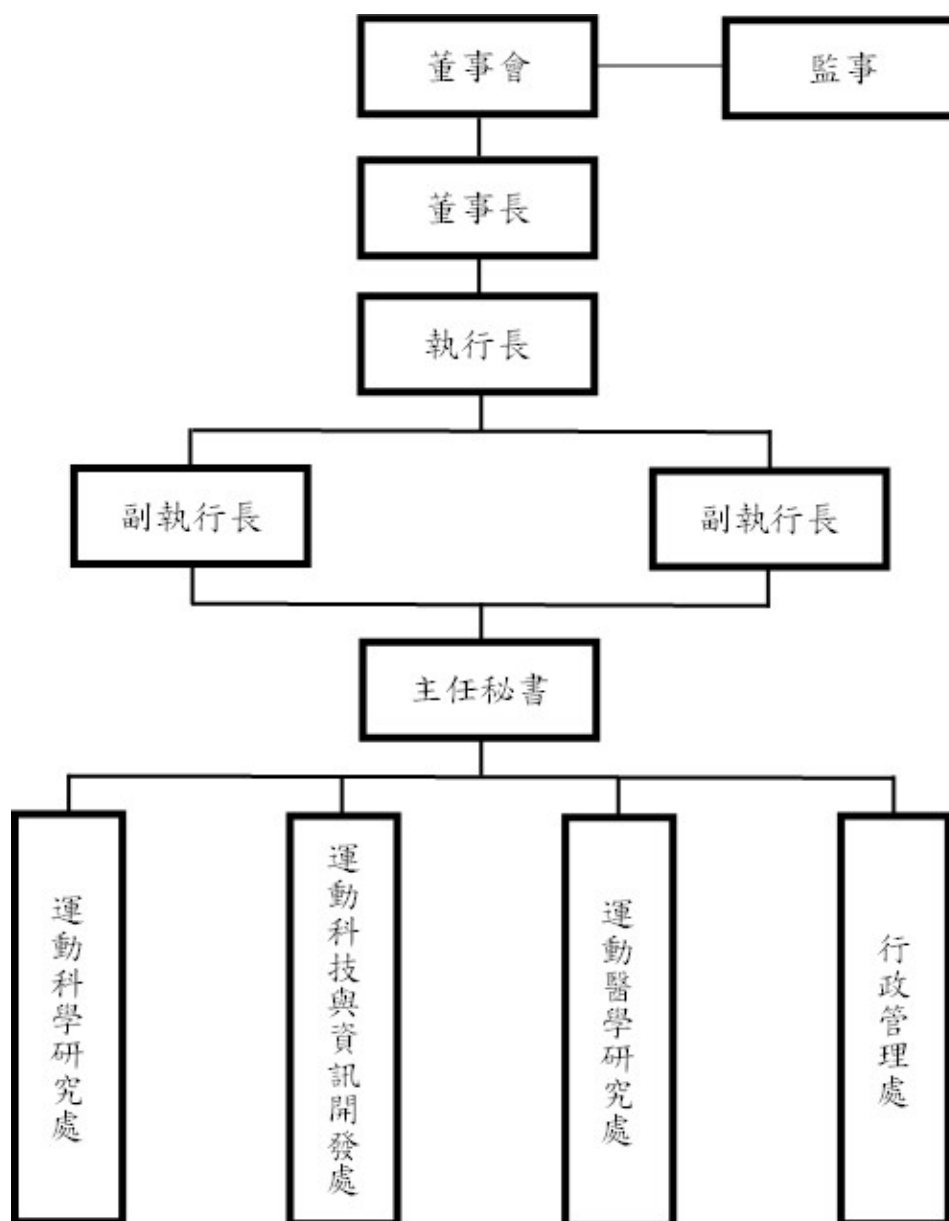 董事會
監事
董事長
執行長
副執行長
副執行長
主任秘書
運動科學研究處
運動科技與資訊開發處
運動醫學研究處
行政管理處